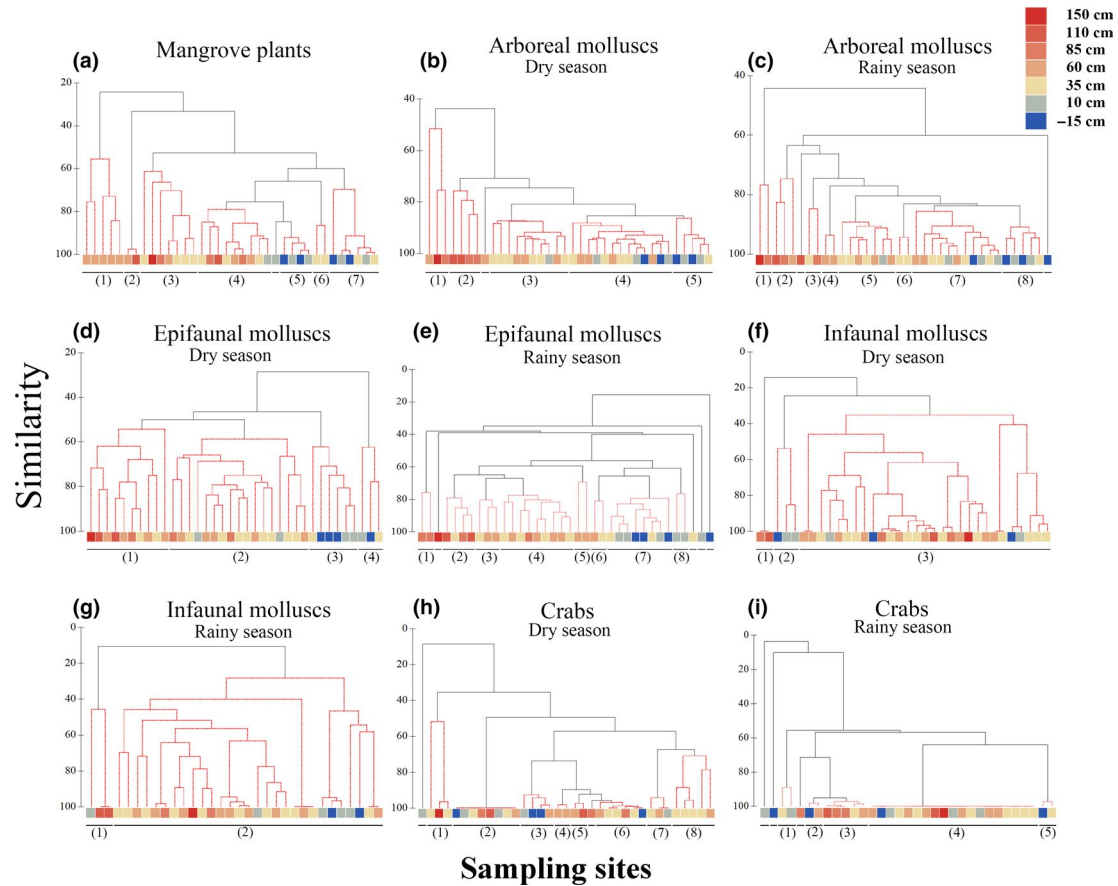 150 cm
110 cm
85 cm
60 cm
35 cm
10 cm
−15 cm
(a) Mangrove plants
20
40
60
80
100
(1) (2) (3) (4) (5) (6) (7)
(b) Arboreal molluscs
Dry season
40
60
80
100
(1) (2) (3) (4) (5)
(c) Arboreal molluscs
Rainy season
40
60
80
100
(1) (2) (3) (4) (5) (6) (7) (8)
Similarity
(d) Epifaunal molluscs
Dry season
20
40
60
80
100
(1) (2) (3) (4)
(e) Epifaunal molluscs
Rainy season
0
20
40
60
80
100
(1) (2) (3) (4) (5) (6) (7) (8)
(f) Infaunal molluscs
Dry season
0
20
40
60
80
100
(1) (2) (3)
(g) Infaunal molluscs
Rainy season
0
20
40
60
80
100
(1) (2)
(h) Crabs
Dry season
0
20
40
60
80
100
(1) (2) (3) (4) (5) (6) (7) (8)
(i) Crabs
Rainy season
0
20
40
60
80
100
(1) (2) (3) (4) (5)
Sampling sites